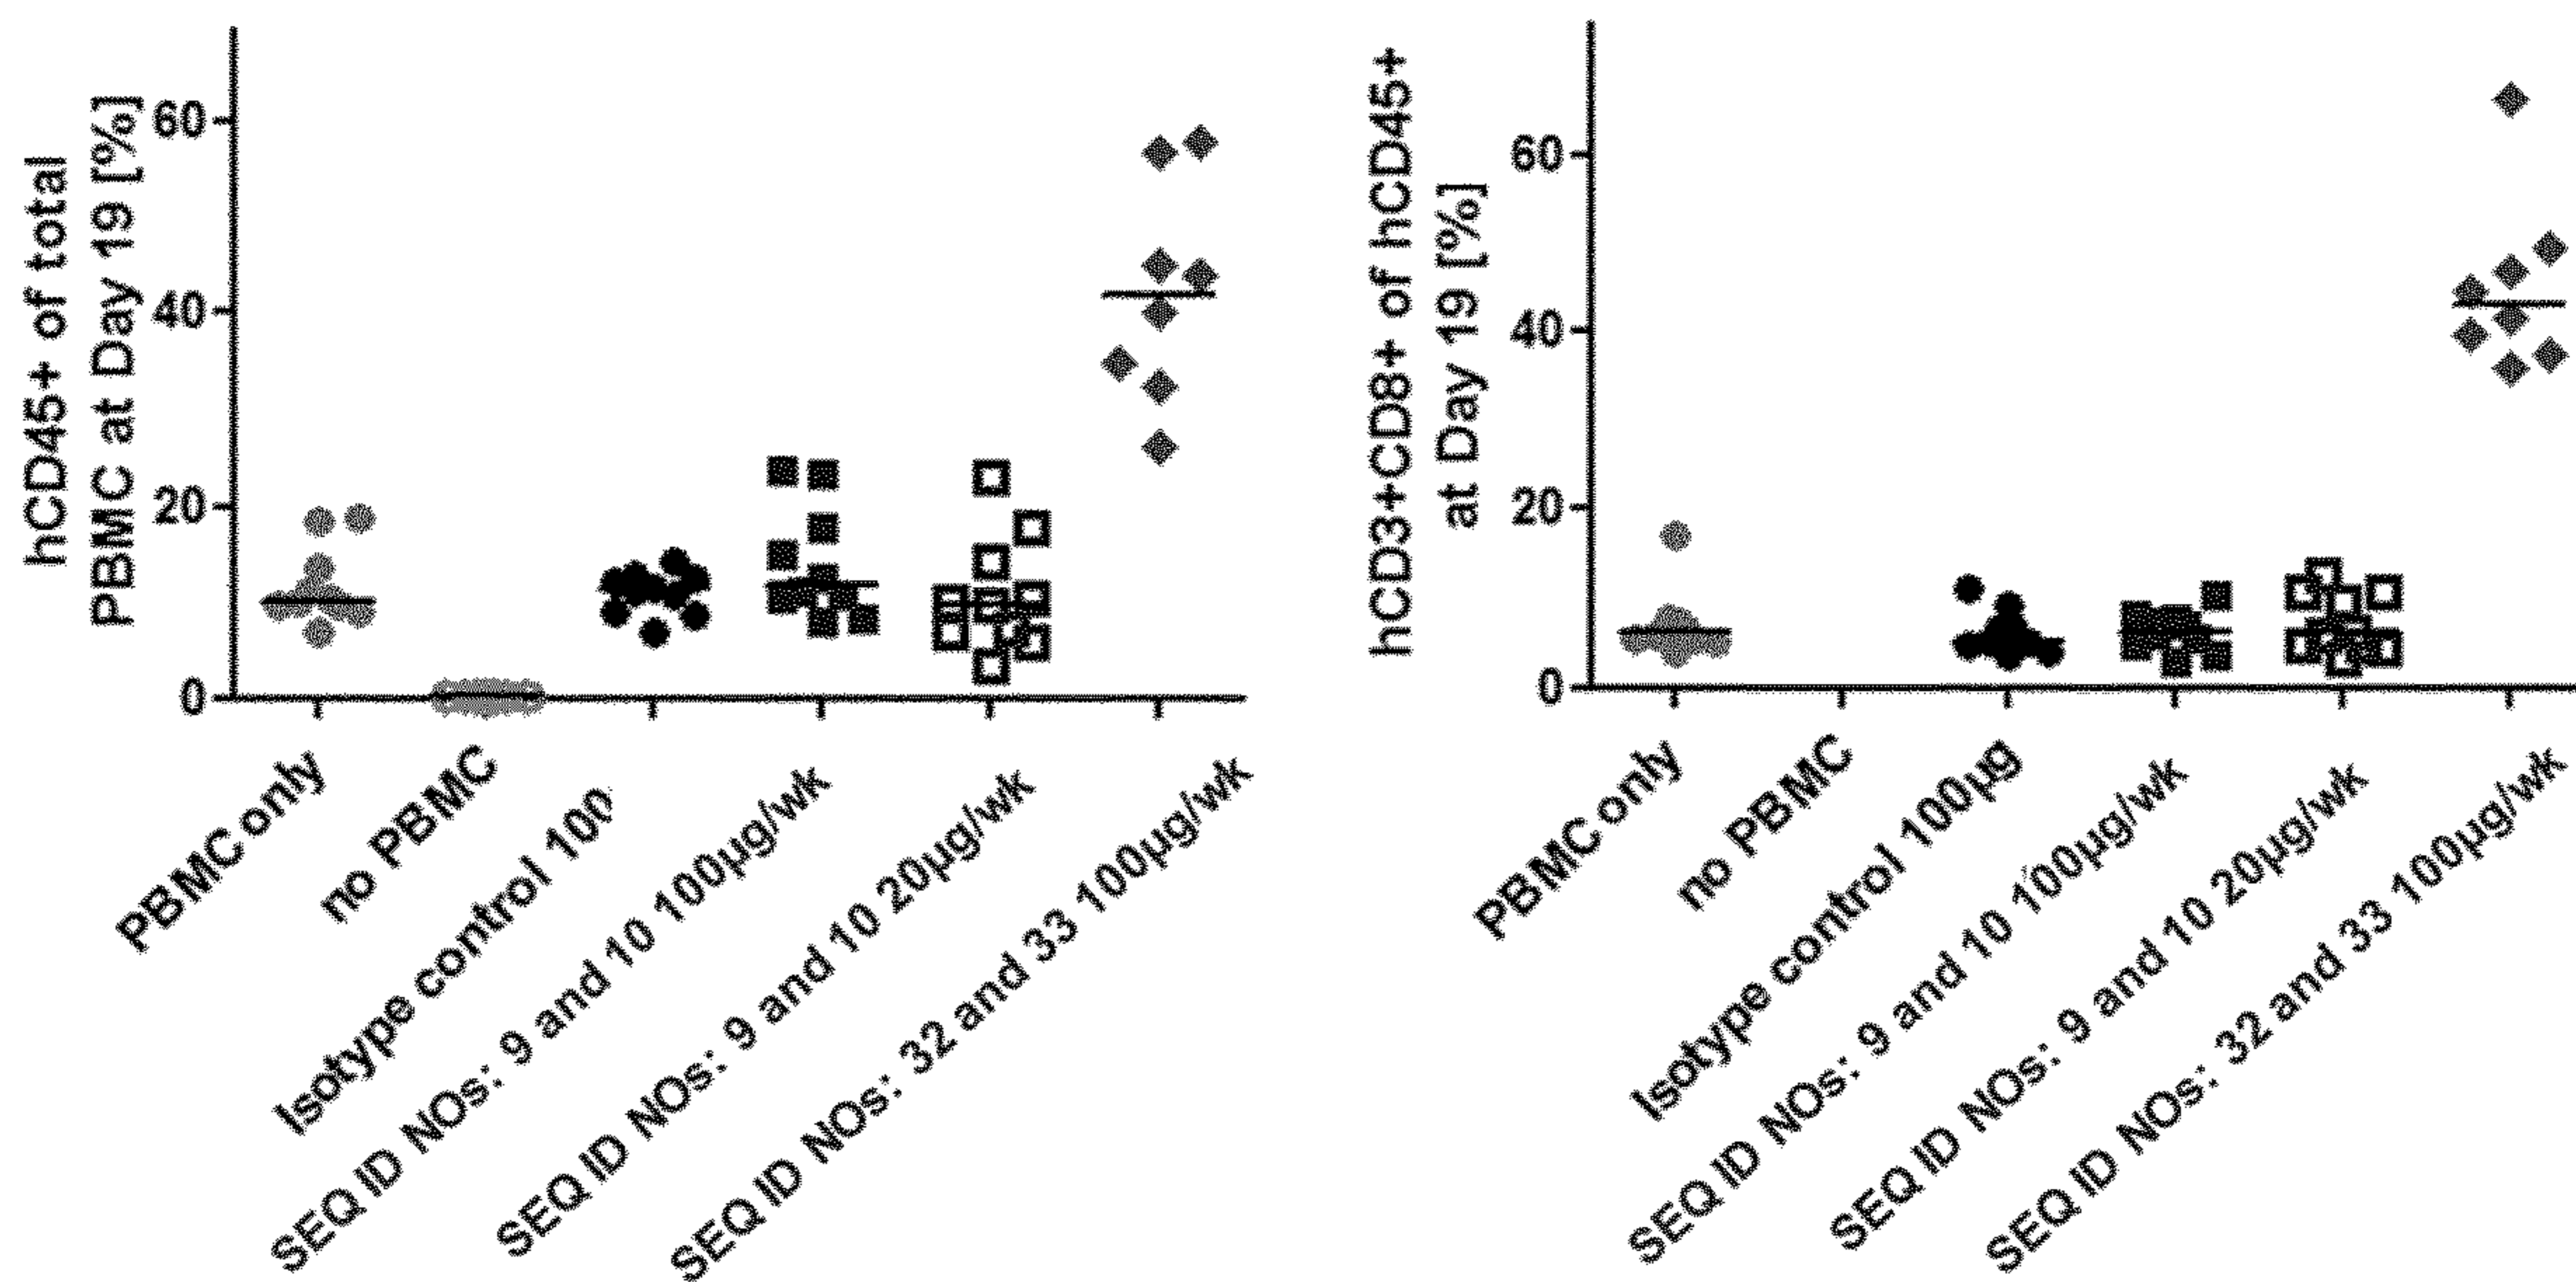 hCD45+ of total
PBMC at Day 19 [%]
60
40
20
0
PBMC only
no PBMC
Isotype control 100
SEQ ID NOs: 9 and 10 100µg/wk
SEQ ID NOs: 9 and 10 20µg/wk
SEQ ID NOs: 32 and 33 100µg/wk
hCD3+CD8+ of hCD45+
at Day 19 [%]
60
40
20
0
PBMC only
no PBMC
Isotype control 100µg
SEQ ID NOs: 9 and 10 100µg/wk
SEQ ID NOs: 9 and 10 20µg/wk
SEQ ID NOs: 32 and 33 100µg/wk